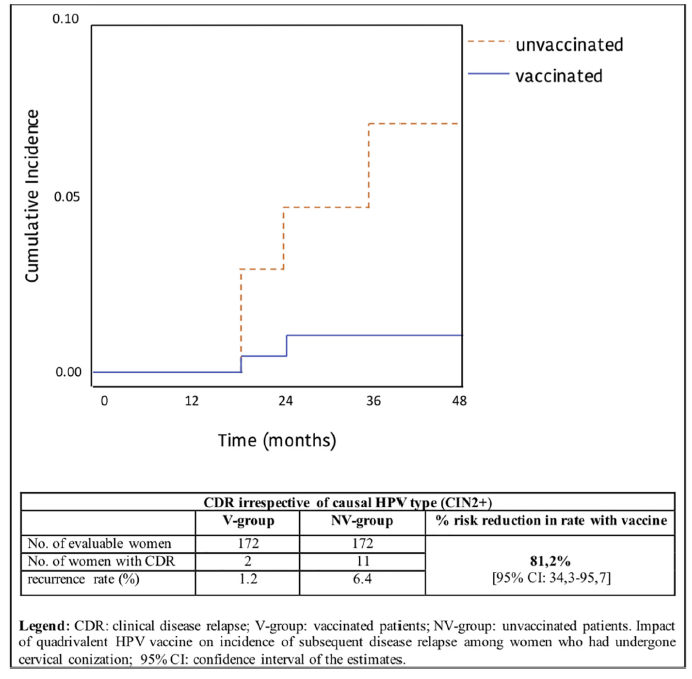 0.10
unvaccinated
vaccinated
Cumulative Incidence
0.05
0.00
0 12 24 36 48
Time (months)
CDR irrespective of causal HPV type (CIN2+)
V-group NV-group % risk reduction in rate with vaccine
No. of evaluable women 172 172
No. of women with CDR 2 11 81,2%
recurrence rate (%) 1.2 6.4 [95% CI: 34,3-95,7]
Legend: CDR: clinical disease relapse; V-group: vaccinated patients; NV-group: unvaccinated patients. Impact
of quadrivalent HPV vaccine on incidence of subsequent disease relapse among women who had undergone
cervical conization; 95% CI: confidence interval of the estimates.